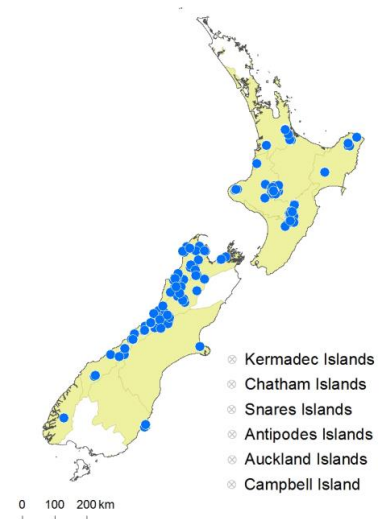 Kermadec Islands
Chatham Islands
Snares Islands
Antipodes Islands
Auckland Islands
Campbell Island
0 100 200 km